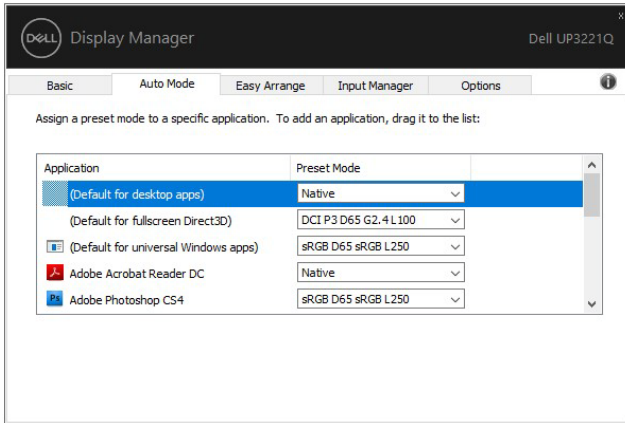 x
DELL Display Manager Dell UP3221Q
Basic Auto Mode Easy Arrange Input Manager Options
Assign a preset mode to a specific application. To add an application, drag it to the list:
Application Preset Mode
(Default for desktop apps) Native
(Default for fullscreen Direct3D) DCI P3 D65 G2.4 L100
(Default for universal Windows apps) sRGB D65 sRGB L250
Adobe Acrobat Reader DC Native
Ps Adobe Photoshop CS4 sRGB D65 sRGB L250